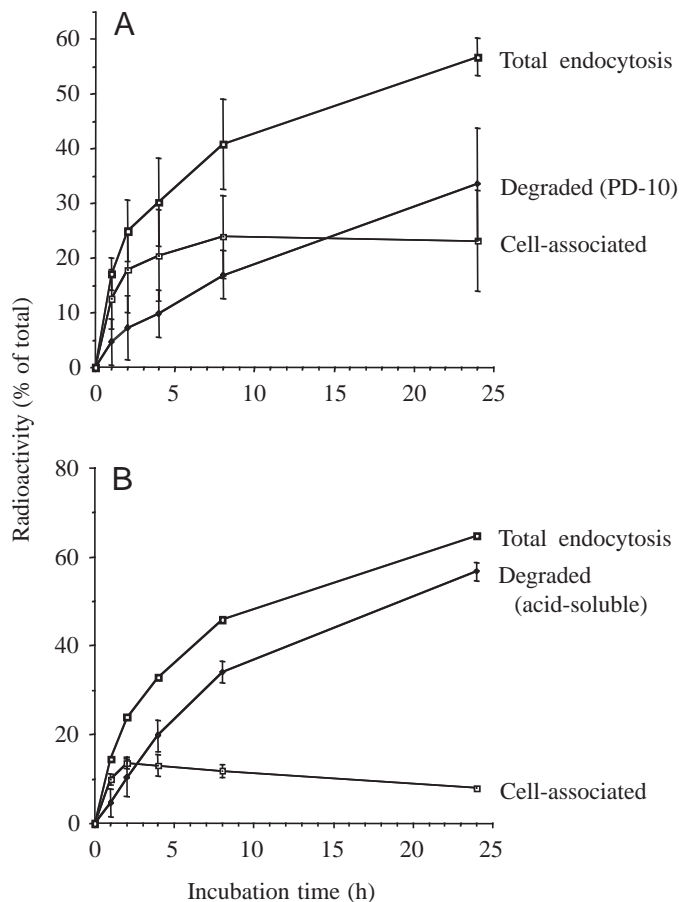 A
60
50
40
30
20
10
0
0 5 10 15 20 25
Total endocytosis
Degraded (PD-10)
Cell-associated
Radioactivity (% of total)
B
80
60
40
20
0
0 5 10 15 20 25
Total endocytosis
Degraded
(acid-soluble)
Cell-associated
Incubation time (h)